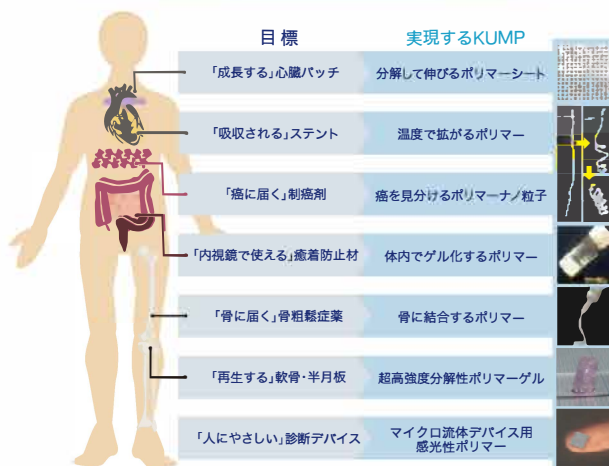 目標
実現するKUMP
「成長する」心臓パッチ
分解して伸びるポリマーシート
「吸収される」ステント
温度で拡がるポリマー
「癌に届く」制癌剤
癌を見分けるポリマーナノ粒子
「内視鏡で使える」癒着防止材
体内でゲル化するポリマー
「骨に届く」骨粗鬆症薬
骨に結合するポリマー
「再生する」軟骨・半月板
超高強度分解性ポリマーゲル
「人にやさしい」診断デバイス
マイクロ流体デバイス用
感光性ポリマー